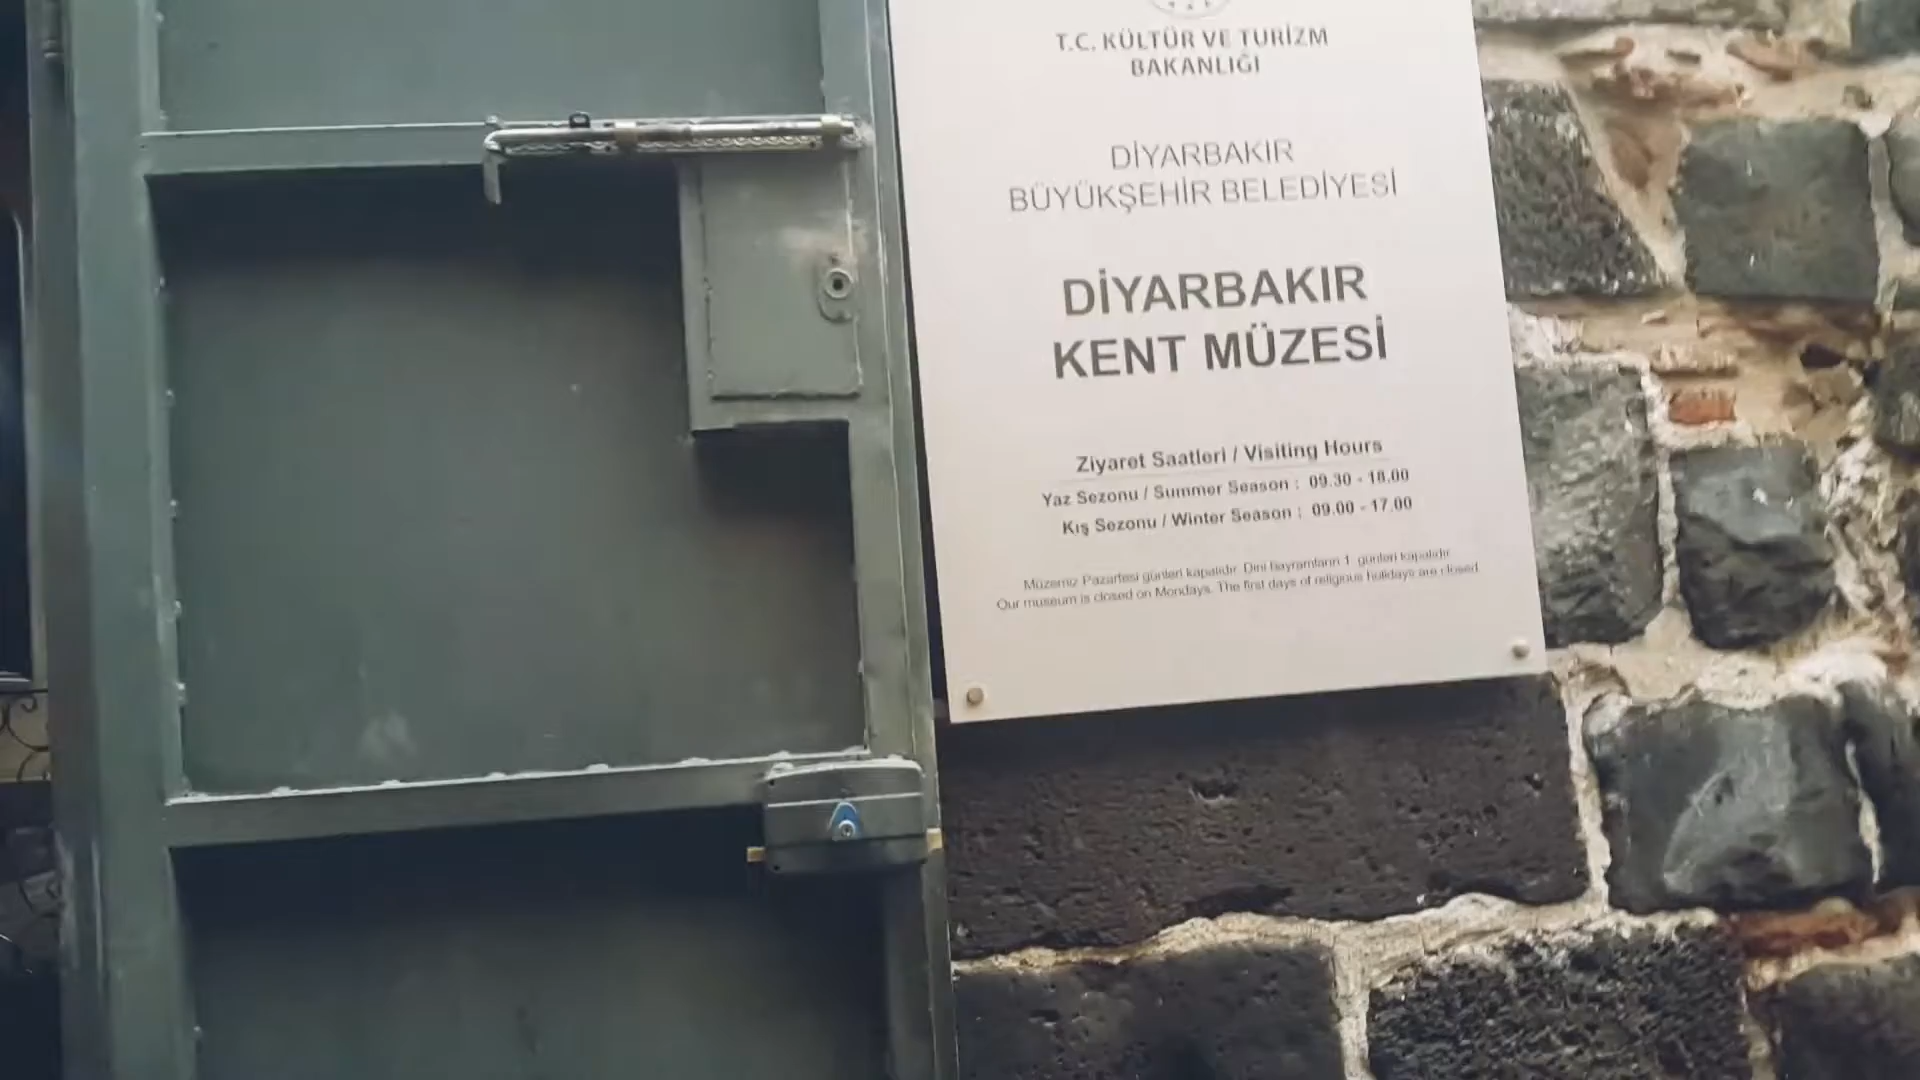 T.C. KÜLTÜR VE TURİZM
BAKANLIĞI
DİYARBAKIR
BÜYÜKŞEHİR BELEDİYESİ
DİYARBAKIR
KENT MÜZESİ
Ziyaret Saatleri / Visiting Hours
Yaz Sezonu / Summer Season : 09.30 - 18.00
Kış Sezonu / Winter Season : 09.00 - 17.00
Müzemiz Pazartesi günleri kapalıdır. Dini bayramların 1. günleri kapalıdır.
Our museum is closed on Mondays. The first days of religious holidays are closed.